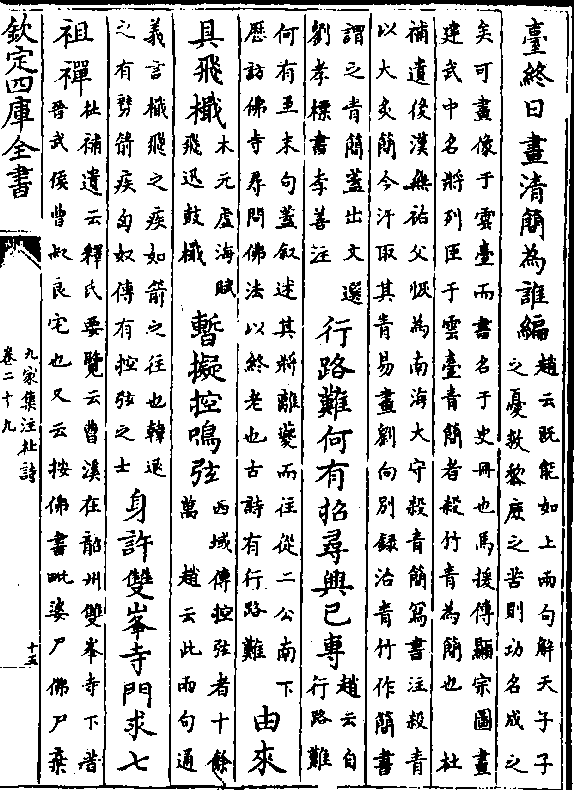 臺終日畫清簡為誰編
趙云既能如上兩句解天子子
之憂救黎庶之苦則功名成之
矣可畫像于雲臺而書名于史冊也馬援傳顯宗圖畫
建武中名將列臣于雲臺青簡者殺竹青為簡也 杜
補遺後漢無祐父恢為南海大守殺青簡寫書注殺青
以火炙簡令汗取其青易書劉向別錄治青竹作簡書
謂之青簡蓋出文選
劉孝標書李善注
行路難何有招尋興已專
趙云自
行路難
何有至末句蓋叙述其將離夔而往從二公南下
歷訪佛寺尋問佛法以終老也古詩有行路難
由來
具飛檝
木元虛海賦
飛迅鼓檝
暫擬控鳴弦
西域傳控弦者十餘
萬 趙云此兩句通
義言檝飛之疾如箭之往也韓退
之有劈箭疾匈奴傳有控弦之士
身許雙峯寺門求七
祖禪
杜補遺云釋氏要覽云曹溪在韶州雙峯寺下昔
晉武侯曹叔良宅也又云按佛書毗婆尸佛尸棄
欽定四庫全書
九家集注杜詩
卷二十九
十五